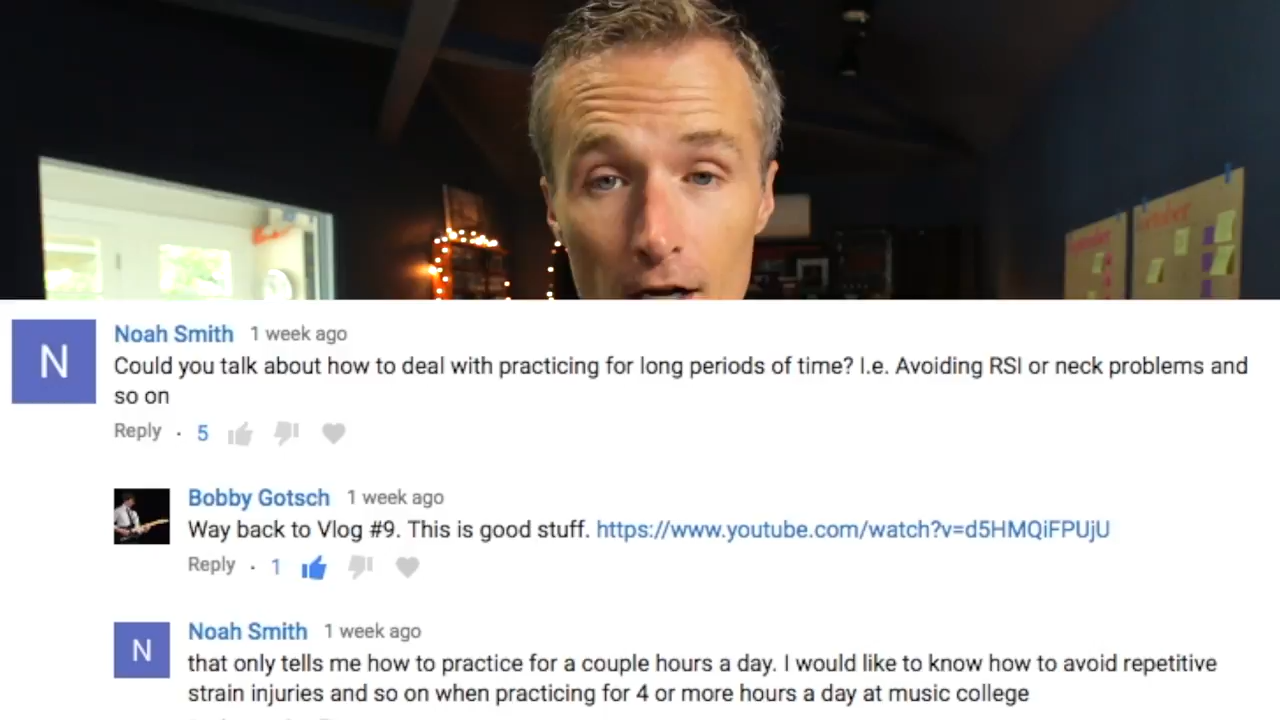 N
Noah Smith 1 week ago
Could you talk about how to deal with practicing for long periods of time? I.e. Avoiding RSI or neck problems and
so on
Reply · 5
Bobby Gotsch 1 week ago
Way back to Vlog #9. This is good stuff. https://www.youtube.com/watch?v=d5HMQiFPUjU
Reply · 1
N
Noah Smith 1 week ago
that only tells me how to practice for a couple hours a day. I would like to know how to avoid repetitive
strain injuries and so on when practicing for 4 or more hours a day at music college